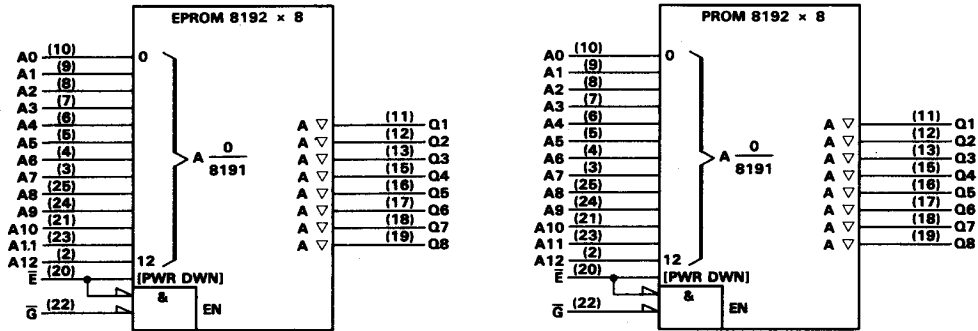 EPROM 8192 × 8
A0 (10) 0
A1 (9)
A2 (8)
A3 (7)
A4 (6)
A5 (5)
A6 (4)
A7 (3)
A8 (25)
A9 (24)
A10 (21)
A11 (23)
A12 (2) 12
E (20) [PWR DWN]
&
G (22) EN
A 0
8191
A ▽ (11) Q1
A ▽ (12) Q2
A ▽ (13) Q3
A ▽ (15) Q4
A ▽ (16) Q5
A ▽ (17) Q6
A ▽ (18) Q7
A ▽ (19) Q8
PROM 8192 × 8
A0 (10) 0
A1 (9)
A2 (8)
A3 (7)
A4 (6)
A5 (5)
A6 (4)
A7 (3)
A8 (25)
A9 (24)
A10 (21)
A11 (23)
A12 (2) 12
E (20) [PWR DWN]
&
G (22) EN
A 0
8191
A ▽ (11) Q1
A ▽ (12) Q2
A ▽ (13) Q3
A ▽ (15) Q4
A ▽ (16) Q5
A ▽ (17) Q6
A ▽ (18) Q7
A ▽ (19) Q8